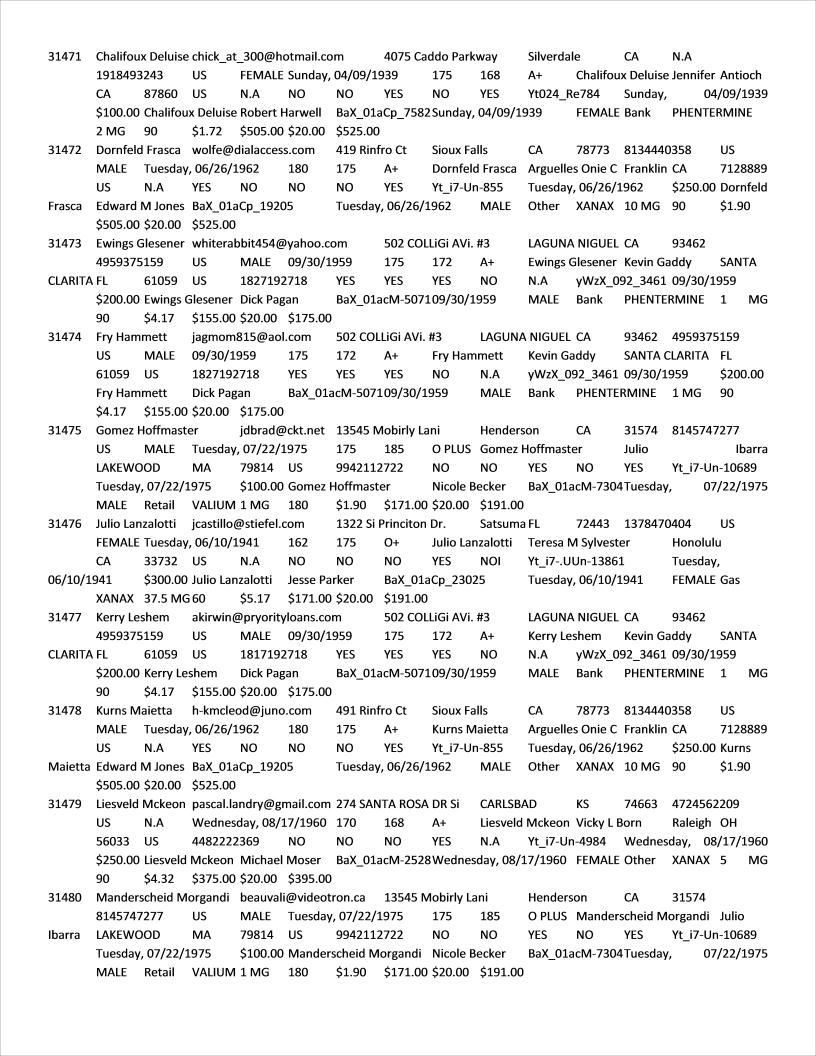 31471 Chalifoux Deluise chick_at_300@hotmail.com 4075 Caddo Parkway Silverdale CA N.A
1918493243 US FEMALE Sunday, 04/09/1939 175 168 A+ Chalifoux Deluise Jennifer Antioch
CA 87860 US N.A NO NO YES NO YES Yt024_Re784 Sunday, 04/09/1939
$100.00 Chalifoux Deluise Robert Harwell BaX_01aCp_7582 Sunday, 04/09/1939 FEMALE Bank PHENTERMINE
2 MG 90 $1.72 $505.00 $20.00 $525.00
31472 Dornfeld Frasca wolfe@dialaccess.com 419 Rinfro Ct Sioux Falls CA 78773 8134440358 US
MALE Tuesday, 06/26/1962 180 175 A+ Dornfeld Frasca Arguelles Onie C Franklin CA 7128889
US N.A YES NO NO NO YES Yt_i7-Un-855 Tuesday, 06/26/1962 $250.00 Dornfeld
Frasca Edward M Jones BaX_01aCp_19205 Tuesday, 06/26/1962 MALE Other XANAX 10 MG 90 $1.90
$505.00 $20.00 $525.00
31473 Ewings Glesener whiterabbit454@yahoo.com 502 COLLiGi AVi. #3 LAGUNA NIGUEL CA 93462
4959375159 US MALE 09/30/1959 175 172 A+ Ewings Glesener Kevin Gaddy SANTA
CLARITA FL 61059 US 1827192718 YES YES YES NO N.A yWzX_092_3461 09/30/1959
$200.00 Ewings Glesener Dick Pagan BaX_01acM-5071 09/30/1959 MALE Bank PHENTERMINE 1 MG
90 $4.17 $155.00 $20.00 $175.00
31474 Fry Hammett jagmom815@aol.com 502 COLLiGi AVi. #3 LAGUNA NIGUEL CA 93462 4959375159
US MALE 09/30/1959 175 172 A+ Fry Hammett Kevin Gaddy SANTA CLARITA FL
61059 US 1827192718 YES YES YES NO N.A yWzX_092_3461 09/30/1959 $200.00
Fry Hammett Dick Pagan BaX_01acM-5071 09/30/1959 MALE Bank PHENTERMINE 1 MG 90
$4.17 $155.00 $20.00 $175.00
31475 Gomez Hoffmaster jdbrad@ckt.net 13545 Mobirly Lani Henderson CA 31574 8145747277
US MALE Tuesday, 07/22/1975 175 185 O PLUS Gomez Hoffmaster Julio Ibarra
LAKEWOOD MA 79814 US 9942112722 NO NO YES NO YES Yt_i7-Un-10689
Tuesday, 07/22/1975 $100.00 Gomez Hoffmaster Nicole Becker BaX_01acM-7304 Tuesday, 07/22/1975
MALE Retail VALIUM 1 MG 180 $1.90 $171.00 $20.00 $191.00
31476 Julio Lanzalotti jcastillo@stiefel.com 1322 Si Princiton Dr. Satsuma FL 72443 1378470404 US
FEMALE Tuesday, 06/10/1941 162 175 O+ Julio Lanzalotti Teresa M Sylvester Honolulu
CA 33732 US N.A NO NO NO YES NOI Yt_i7-.UUn-13861 Tuesday,
06/10/1941 $300.00 Julio Lanzalotti Jesse Parker BaX_01aCp_23025 Tuesday, 06/10/1941 FEMALE Gas
XANAX 37.5 MG 60 $5.17 $171.00 $20.00 $191.00
31477 Kerry Leshem akirwin@pryorityloans.com 502 COLLiGi AVi. #3 LAGUNA NIGUEL CA 93462
4959375159 US MALE 09/30/1959 175 172 A+ Kerry Leshem Kevin Gaddy SANTA
CLARITA FL 61059 US 1817192718 YES YES YES NO N.A yWzX_092_3461 09/30/1959
$200.00 Kerry Leshem Dick Pagan BaX_01acM-5071 09/30/1959 MALE Bank PHENTERMINE 1 MG
90 $4.17 $155.00 $20.00 $175.00
31478 Kurns Maietta h-kmcleod@juno.com 491 Rinfro Ct Sioux Falls CA 78773 8134440358 US
MALE Tuesday, 06/26/1962 180 175 A+ Kurns Maietta Arguelles Onie C Franklin CA 7128889
US N.A YES NO NO NO YES Yt_i7-Un-855 Tuesday, 06/26/1962 $250.00 Kurns
Maietta Edward M Jones BaX_01aCp_19205 Tuesday, 06/26/1962 MALE Other XANAX 10 MG 90 $1.90
$505.00 $20.00 $525.00
31479 Liesveld Mckeon pascal.landry@gmail.com 274 SANTA ROSA DR Si CARLSBAD KS 74663 4724562209
US N.A Wednesday, 08/17/1960 170 168 A+ Liesveld Mckeon Vicky L Born Raleigh OH
56033 US 4482222369 NO NO NO YES N.A Yt_i7-Un-4984 Wednesday, 08/17/1960
$250.00 Liesveld Mckeon Michael Moser BaX_01acM-2528 Wednesday, 08/17/1960 FEMALE Other XANAX 5 MG
90 $4.32 $375.00 $20.00 $395.00
31480 Manderscheid Morgandi beauvali@videotron.ca 13545 Mobirly Lani Henderson CA 31574
8145747277 US MALE Tuesday, 07/22/1975 175 185 O PLUS Manderscheid Morgandi Julio
Ibarra LAKEWOOD MA 79814 US 9942112722 NO NO YES NO YES Yt_i7-Un-10689
Tuesday, 07/22/1975 $100.00 Manderscheid Morgandi Nicole Becker BaX_01acM-7304 Tuesday, 07/22/1975
MALE Retail VALIUM 1 MG 180 $1.90 $171.00 $20.00 $191.00